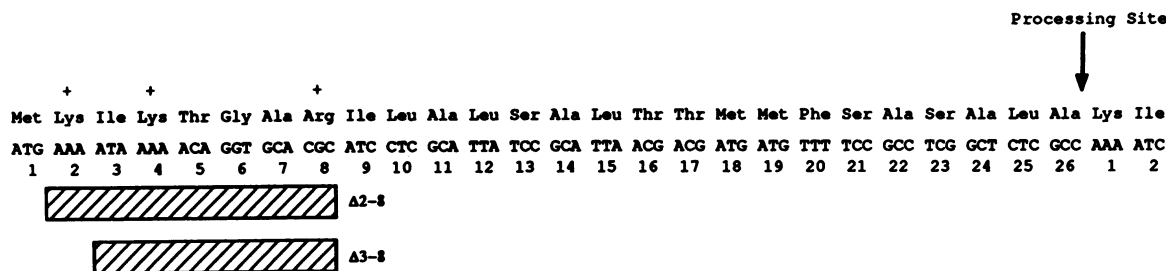 Processing Site
+ + +
Met Lys Ile Lys Thr Gly Ala Arg Ile Leu Ala Leu Ser Ala Leu Thr Thr Met Met Phe Ser Ala Ser Ala Leu Ala Lys Ile
ATG AAA ATA AAA ACA GGT GCA CGC ATC CTC GCA TTA TCC GCA TTA ACG ACG ATG ATG TTT TCC GCC TCG GCT CTC GCC AAA ATC
1 2 3 4 5 6 7 8 9 10 11 12 13 14 15 16 17 18 19 20 21 22 23 24 25 26 1 2
Δ2-8
Δ3-8